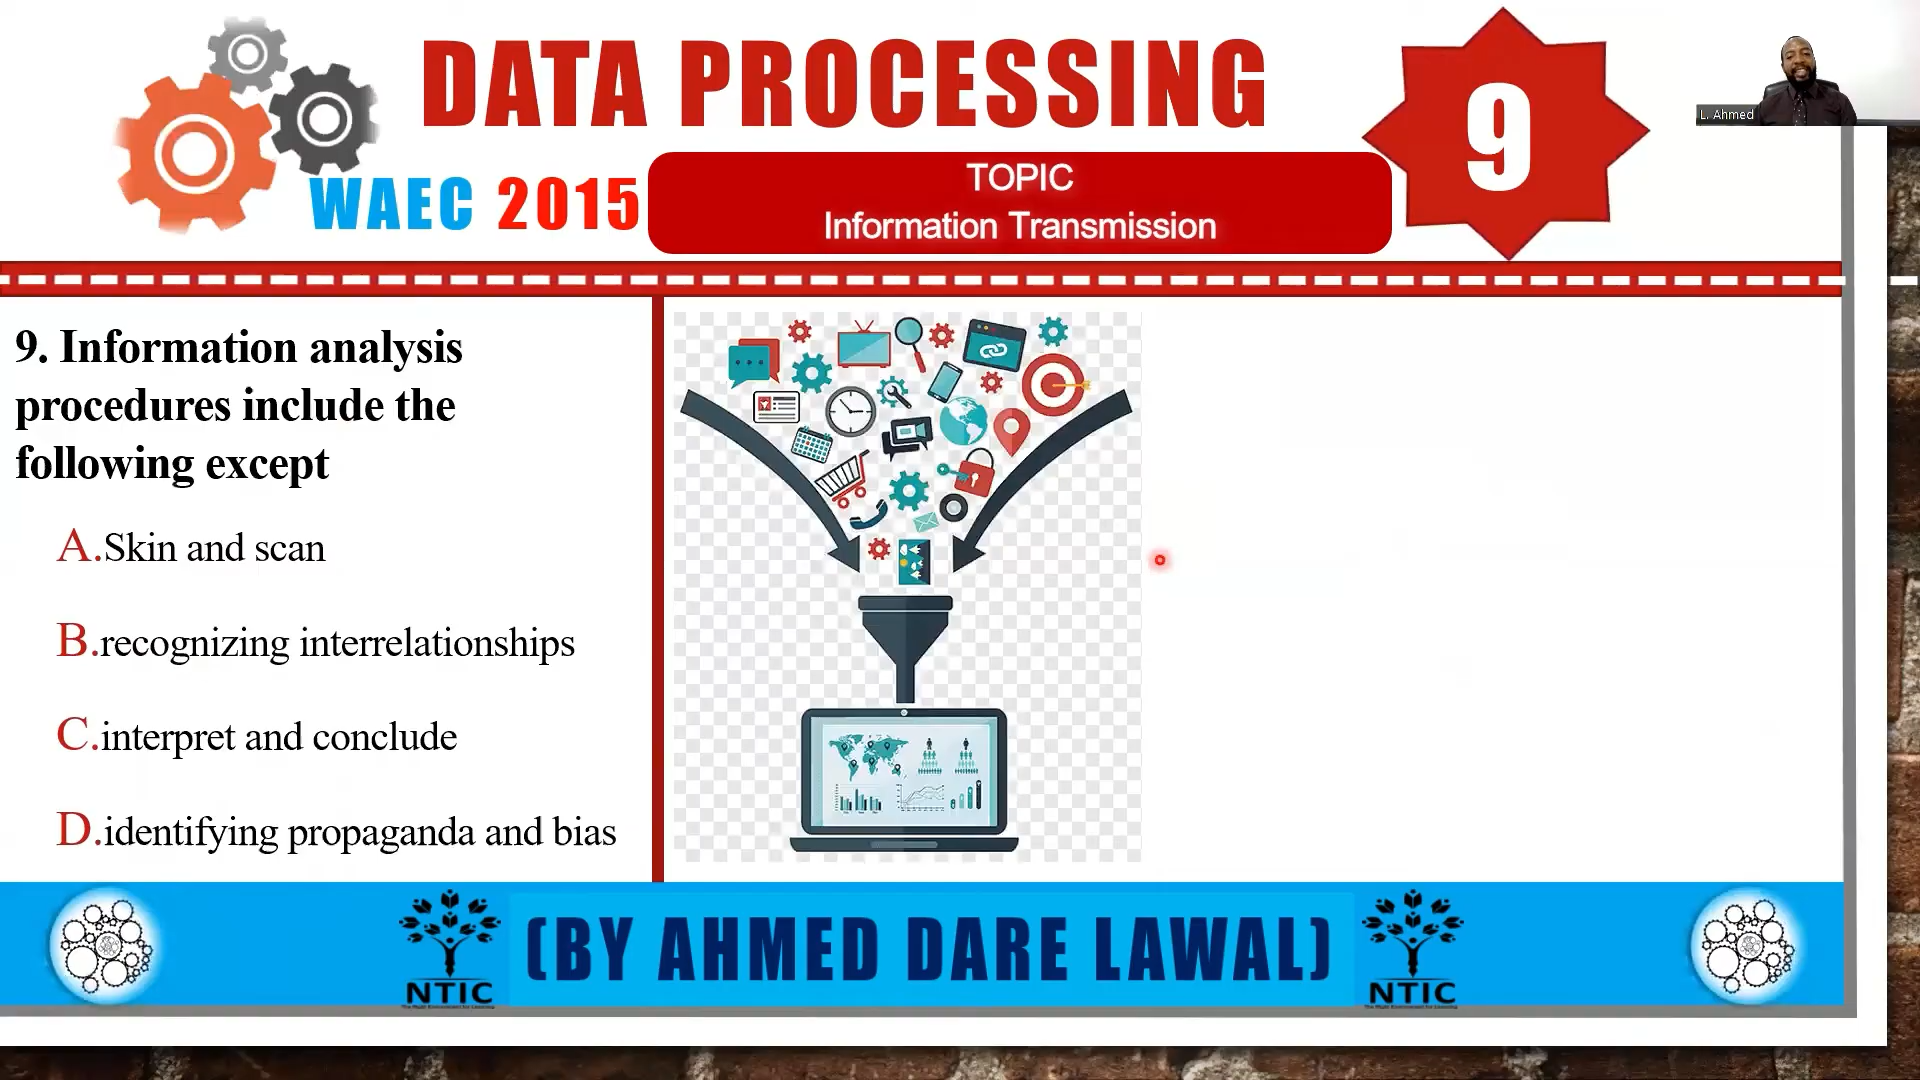 DATA PROCESSING
WAEC 2015
TOPIC
Information Transmission
9
L. Ahmed
9. Information analysis
procedures include the
following except
A.Skin and scan
B.recognizing interrelationships
C.interpret and conclude
D.identifying propaganda and bias
NTIC
(BY AHMED DARE LAWAL)
NTIC